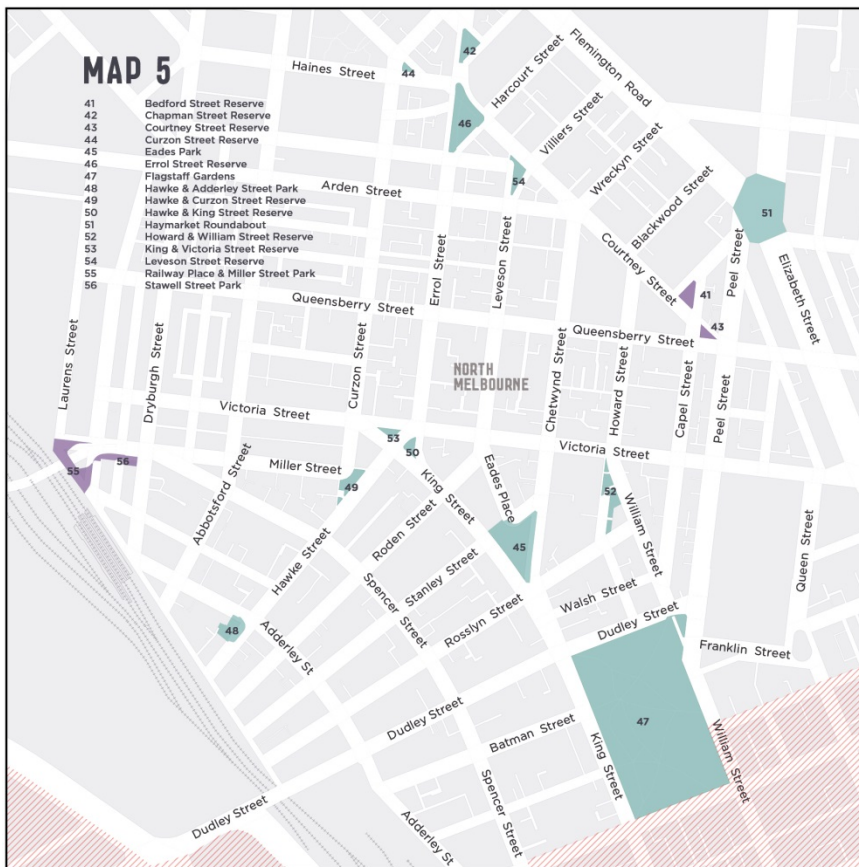 MAP 5
41 Bedford Street Reserve
42 Chapman Street Reserve
43 Courtney Street Reserve
44 Curzon Street Reserve
45 Eades Park
46 Errol Street Reserve
47 Flagstaff Gardens
48 Hawke & Adderley Street Park
49 Hawke & Curzon Street Reserve
50 Hawke & King Street Reserve
51 Haymarket Roundabout
52 Howard & William Street Reserve
53 King & Victoria Street Reserve
54 Leveson Street Reserve
55 Railway Place & Miller Street Park
56 Stawell Street Park
Haines Street
44
42
Harcourt Street
Flemington Road
46
Villiers Street
Wreckyn Street
54
Arden Street
Blackwood Street
51
Errol Street
Leveson Street
Courtney Street
Peel Street
Elizabeth Street
41
43
Queensberry Street
Queensberry Street
Laurens Street
Dryburgh Street
Curzon Street
NORTH
MELBOURNE
Chetwynd Street
Howard Street
Capel Street
Peel Street
Victoria Street
Victoria Street
53
50
55
56
Miller Street
49
Abbotsford Street
King Street
Eades Place
52
William Street
Queen Street
Hawke Street
Roden Street
Stanley Street
45
Spencer Street
Rosslyn Street
Walsh Street
Dudley Street
Franklin Street
48
Adderley St
Dudley Street
47
Batman Street
King Street
William Street
Dudley Street
Spencer Street
Adderley St